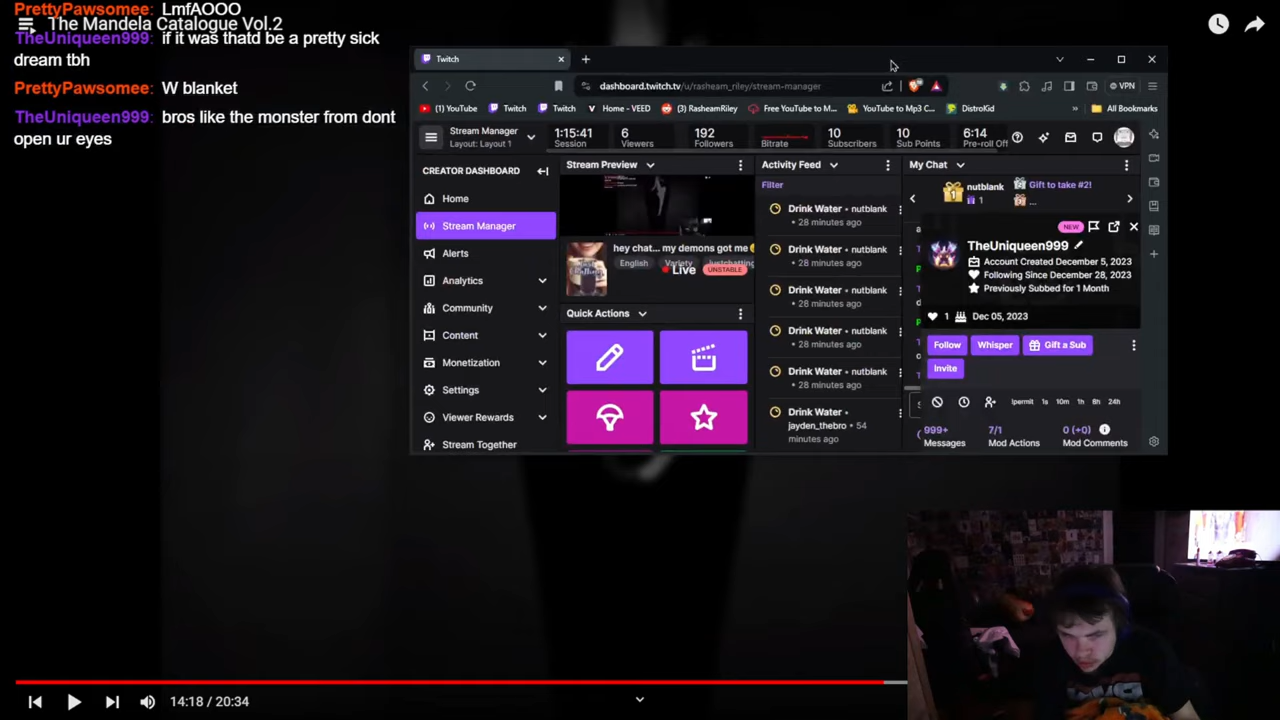 PrettyPawsomee: LmfAOOO
The Mandela Catalogue Vol.2
TheUniqueen999: if it was thatd be a pretty sick
dream tbh
PrettyPawsomee: W blanket
TheUniqueen999: bros like the monster from dont
open ur eyes
Twitch
dashboard.twitch.tv/u/rasheam_riley/stream-manager
VPN
(1) YouTube
Twitch
Twitch
Home - VEED
(3) RasheamRiley
Free YouTube to M...
YouTube to Mp3 C...
DistroKid
»
All Bookmarks
Stream Manager
Layout: Layout 1
1:15:41
Session
6
Viewers
192
Followers
Bitrate
10
Subscribers
10
Sub Points
6:14
Pre-roll Off
CREATOR DASHBOARD
Home
Stream Manager
Alerts
Analytics
Community
Content
Monetization
Settings
Viewer Rewards
Stream Together
Stream Preview
hey chat... my demons got me
English
Variety
justchatting
Live
UNSTABLE
Quick Actions
Activity Feed
Filter
Drink Water • nutblank
28 minutes ago
Drink Water • nutblank
28 minutes ago
Drink Water • nutblank
28 minutes ago
Drink Water • nutblank
28 minutes ago
Drink Water • nutblank
28 minutes ago
Drink Water •
jayden_thebro • 54
minutes ago
My Chat
nutblank
1
Gift to take #2!
...
NEW
TheUniqueen999
Account Created December 5, 2023
Following Since December 28, 2023
Previously Subbed for 1 Month
1
Dec 05, 2023
Follow
Whisper
Gift a Sub
Invite
!permit
1s
10m
1h
8h
24h
999+
Messages
7/1
Mod Actions
0 (+0)
Mod Comments
14:18 / 20:34